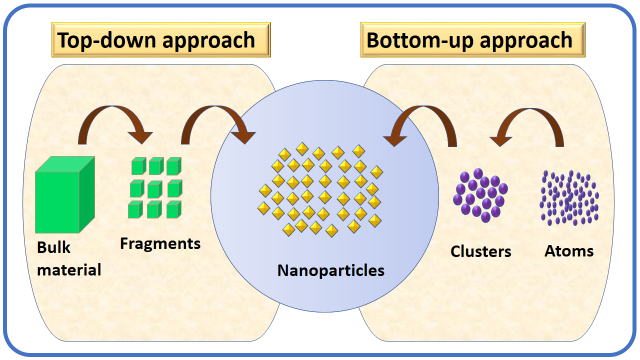 Top-down approach
Bottom-up approach
Bulk
material
Fragments
Nanoparticles
Clusters
Atoms